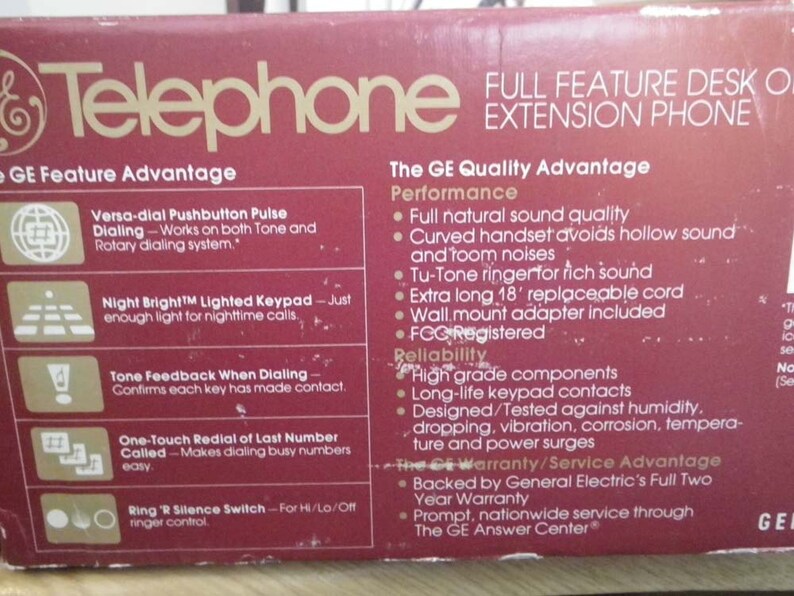 GE
Telephone
FULL FEATURE DESK
EXTENSION PHONE
GE Feature Advantage
Versa-dial Pushbutton Pulse
Dialing — Works on both Tone and
Rotary dialing system.*
Night Bright™ Lighted Keypad — Just
enough light for nighttime calls.
Tone Feedback When Dialing —
Confirms each key has made contact.
One-Touch Redial of Last Number
Called — Makes dialing busy numbers
easy.
Ring 'R Silence Switch — For Hi/Lo/Off
ringer control.
The GE Quality Advantage
Performance
• Full natural sound quality
• Curved handset avoids hollow sound
and room noises
• Tu-Tone ringer for rich sound
• Extra long 18' replaceable cord
• Wall mount adapter included
• FCC Registered
Reliability
• High grade components
• Long-life keypad contacts
• Designed/Tested against humidity,
dropping, vibration, corrosion, tempera-
ture and power surges
The GE Warranty/Service Advantage
• Backed by General Electric's Full Two
Year Warranty
• Prompt, nationwide service through
The GE Answer Center®